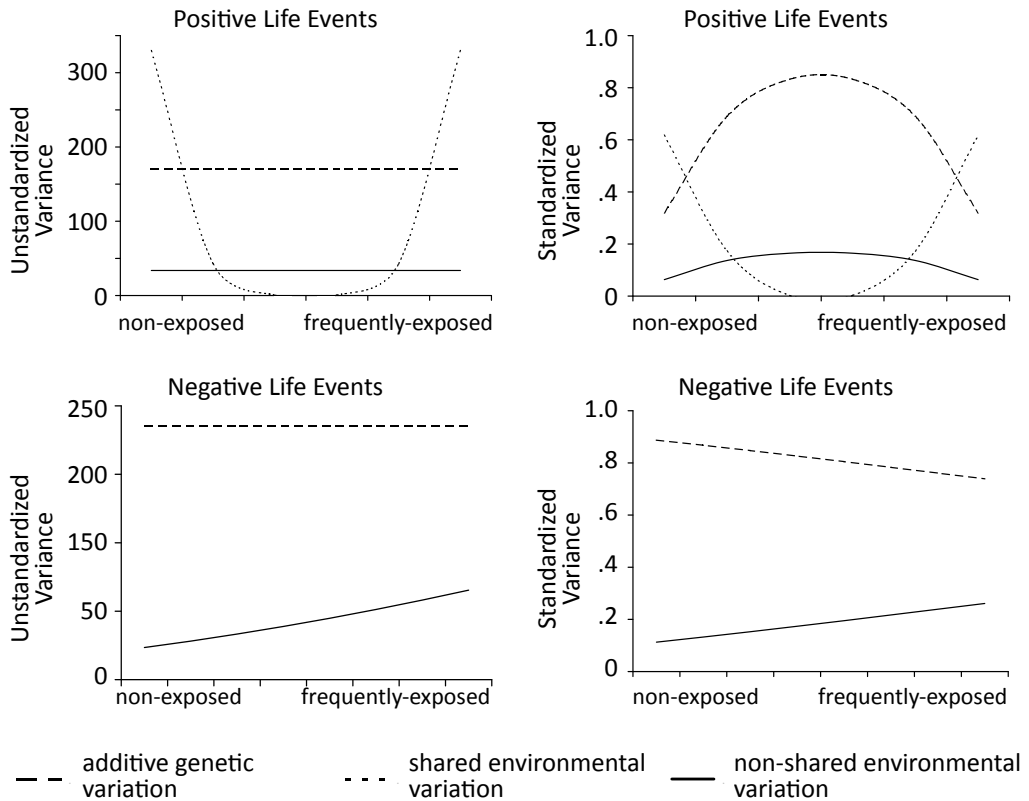 Positive Life Events
Unstandardized
Variance
300
200
100
0
non-exposed
frequently-exposed
Positive Life Events
Standardized
Variance
1.0
.8
.6
.4
.2
0
non-exposed
frequently-exposed
Negative Life Events
Unstandardized
Variance
250
200
150
50
0
non-exposed
frequently-exposed
Negative Life Events
Standardized
Variance
1.0
.8
.6
.4
.2
0
non-exposed
frequently-exposed
additive genetic
variation
shared environmental
variation
non-shared environmental
variation